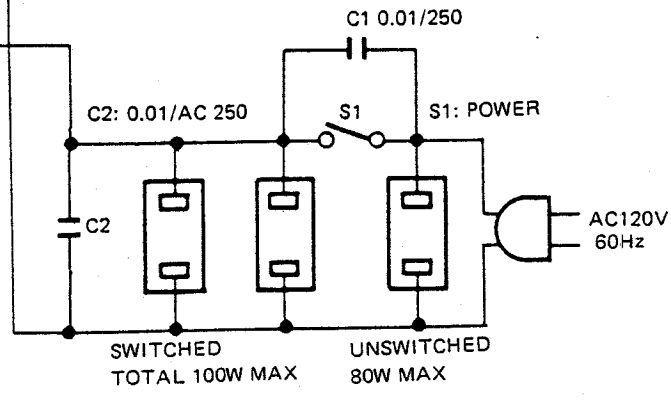 C1 0.01/250
C2: 0.01/AC 250
S1
S1: POWER
C2
AC120V
60Hz
SWITCHED
TOTAL 100W MAX
UNSWITCHED
80W MAX